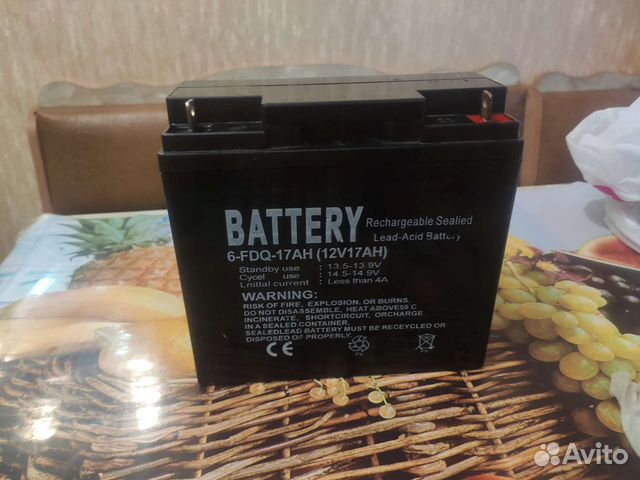 BATTERY Rechargeable Sealied
Lead-Acid Battery
6-FDQ-17AH (12V17AH)
Standby use : 13.5-13.9V
Cycel use : 14.5-14.9V
Lnitial current : Less than 4A
WARNING:
RISK OF FIRE, EXPLOSION, OR BURNS.
DO NOT DISASSEMBLE, HEAT ABOVE50 C
INCINERATE, SHORTCIRCUIT, ORCHARGE
IN A SEALED CONTAINER.
SEALEDLEAD BATTERY MUST BE RECYCLED
OR DISPOSED OF PROPERLY.
CE Pb
Avito